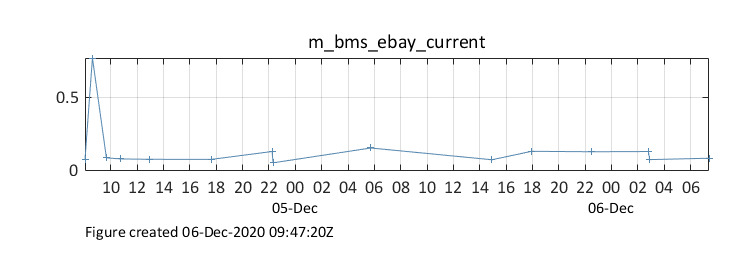 m_bms_ebay_current
0.5
0
10 12 14 16 18 20 22 00 02 04 06 08 10 12 14 16 18 20 22 00 02 04 06
05-Dec 06-Dec
Figure created 06-Dec-2020 09:47:20Z